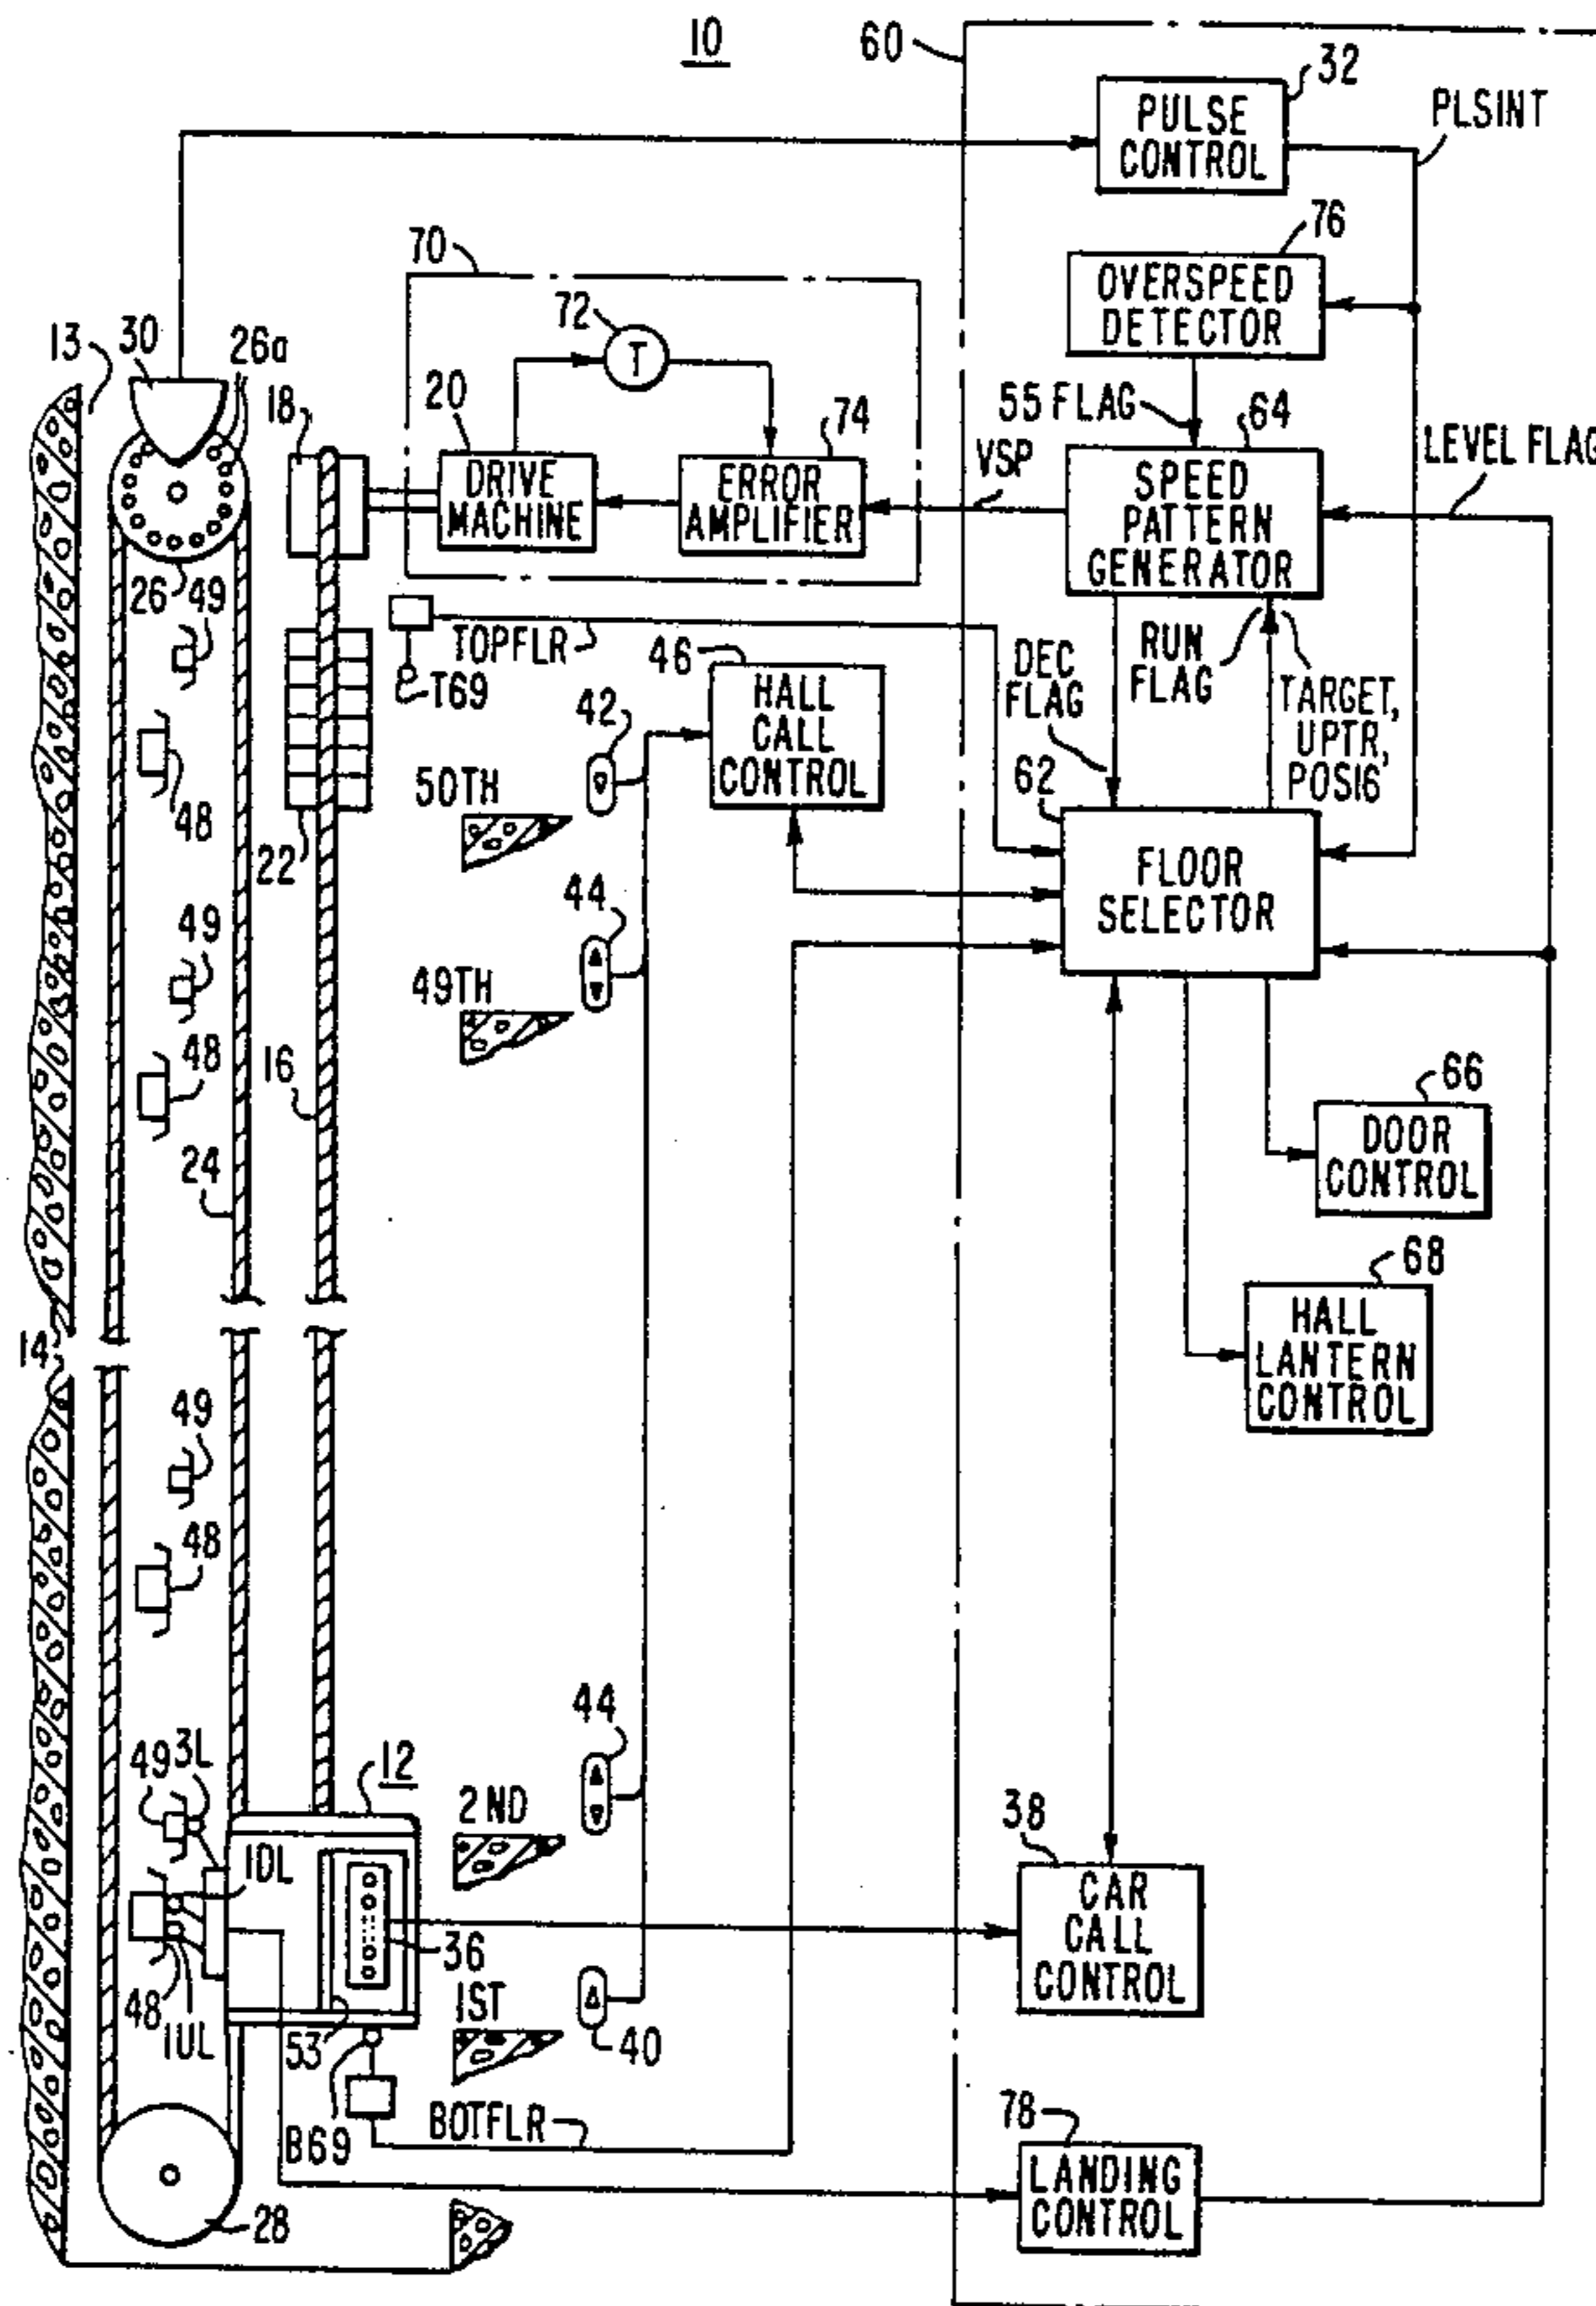 10
60
32
PULSE
CONTROL
PLSINT
76
OVERSPEED
DETECTOR
70
72
T
13
30
26a
18
20
DRIVE
MACHINE
74
ERROR
AMPLIFIER
VSP
55 FLAG
64
SPEED
PATTERN
GENERATOR
LEVEL FLAG
26
49
TOPFLR
T69
46
HALL
CALL
CONTROL
DEC
FLAG
RUN
FLAG
TARGET,
UPTR,
POS16
48
22
42
50TH
62
FLOOR
SELECTOR
49
44
49TH
48
16
24
66
DOOR
CONTROL
68
HALL
LANTERN
CONTROL
14
49
48
44
49
3L
12
2ND
38
CAR
CALL
CONTROL
1DL
36
48
1UL
53
1ST
40
B69
BOTFLR
78
LANDING
CONTROL
28